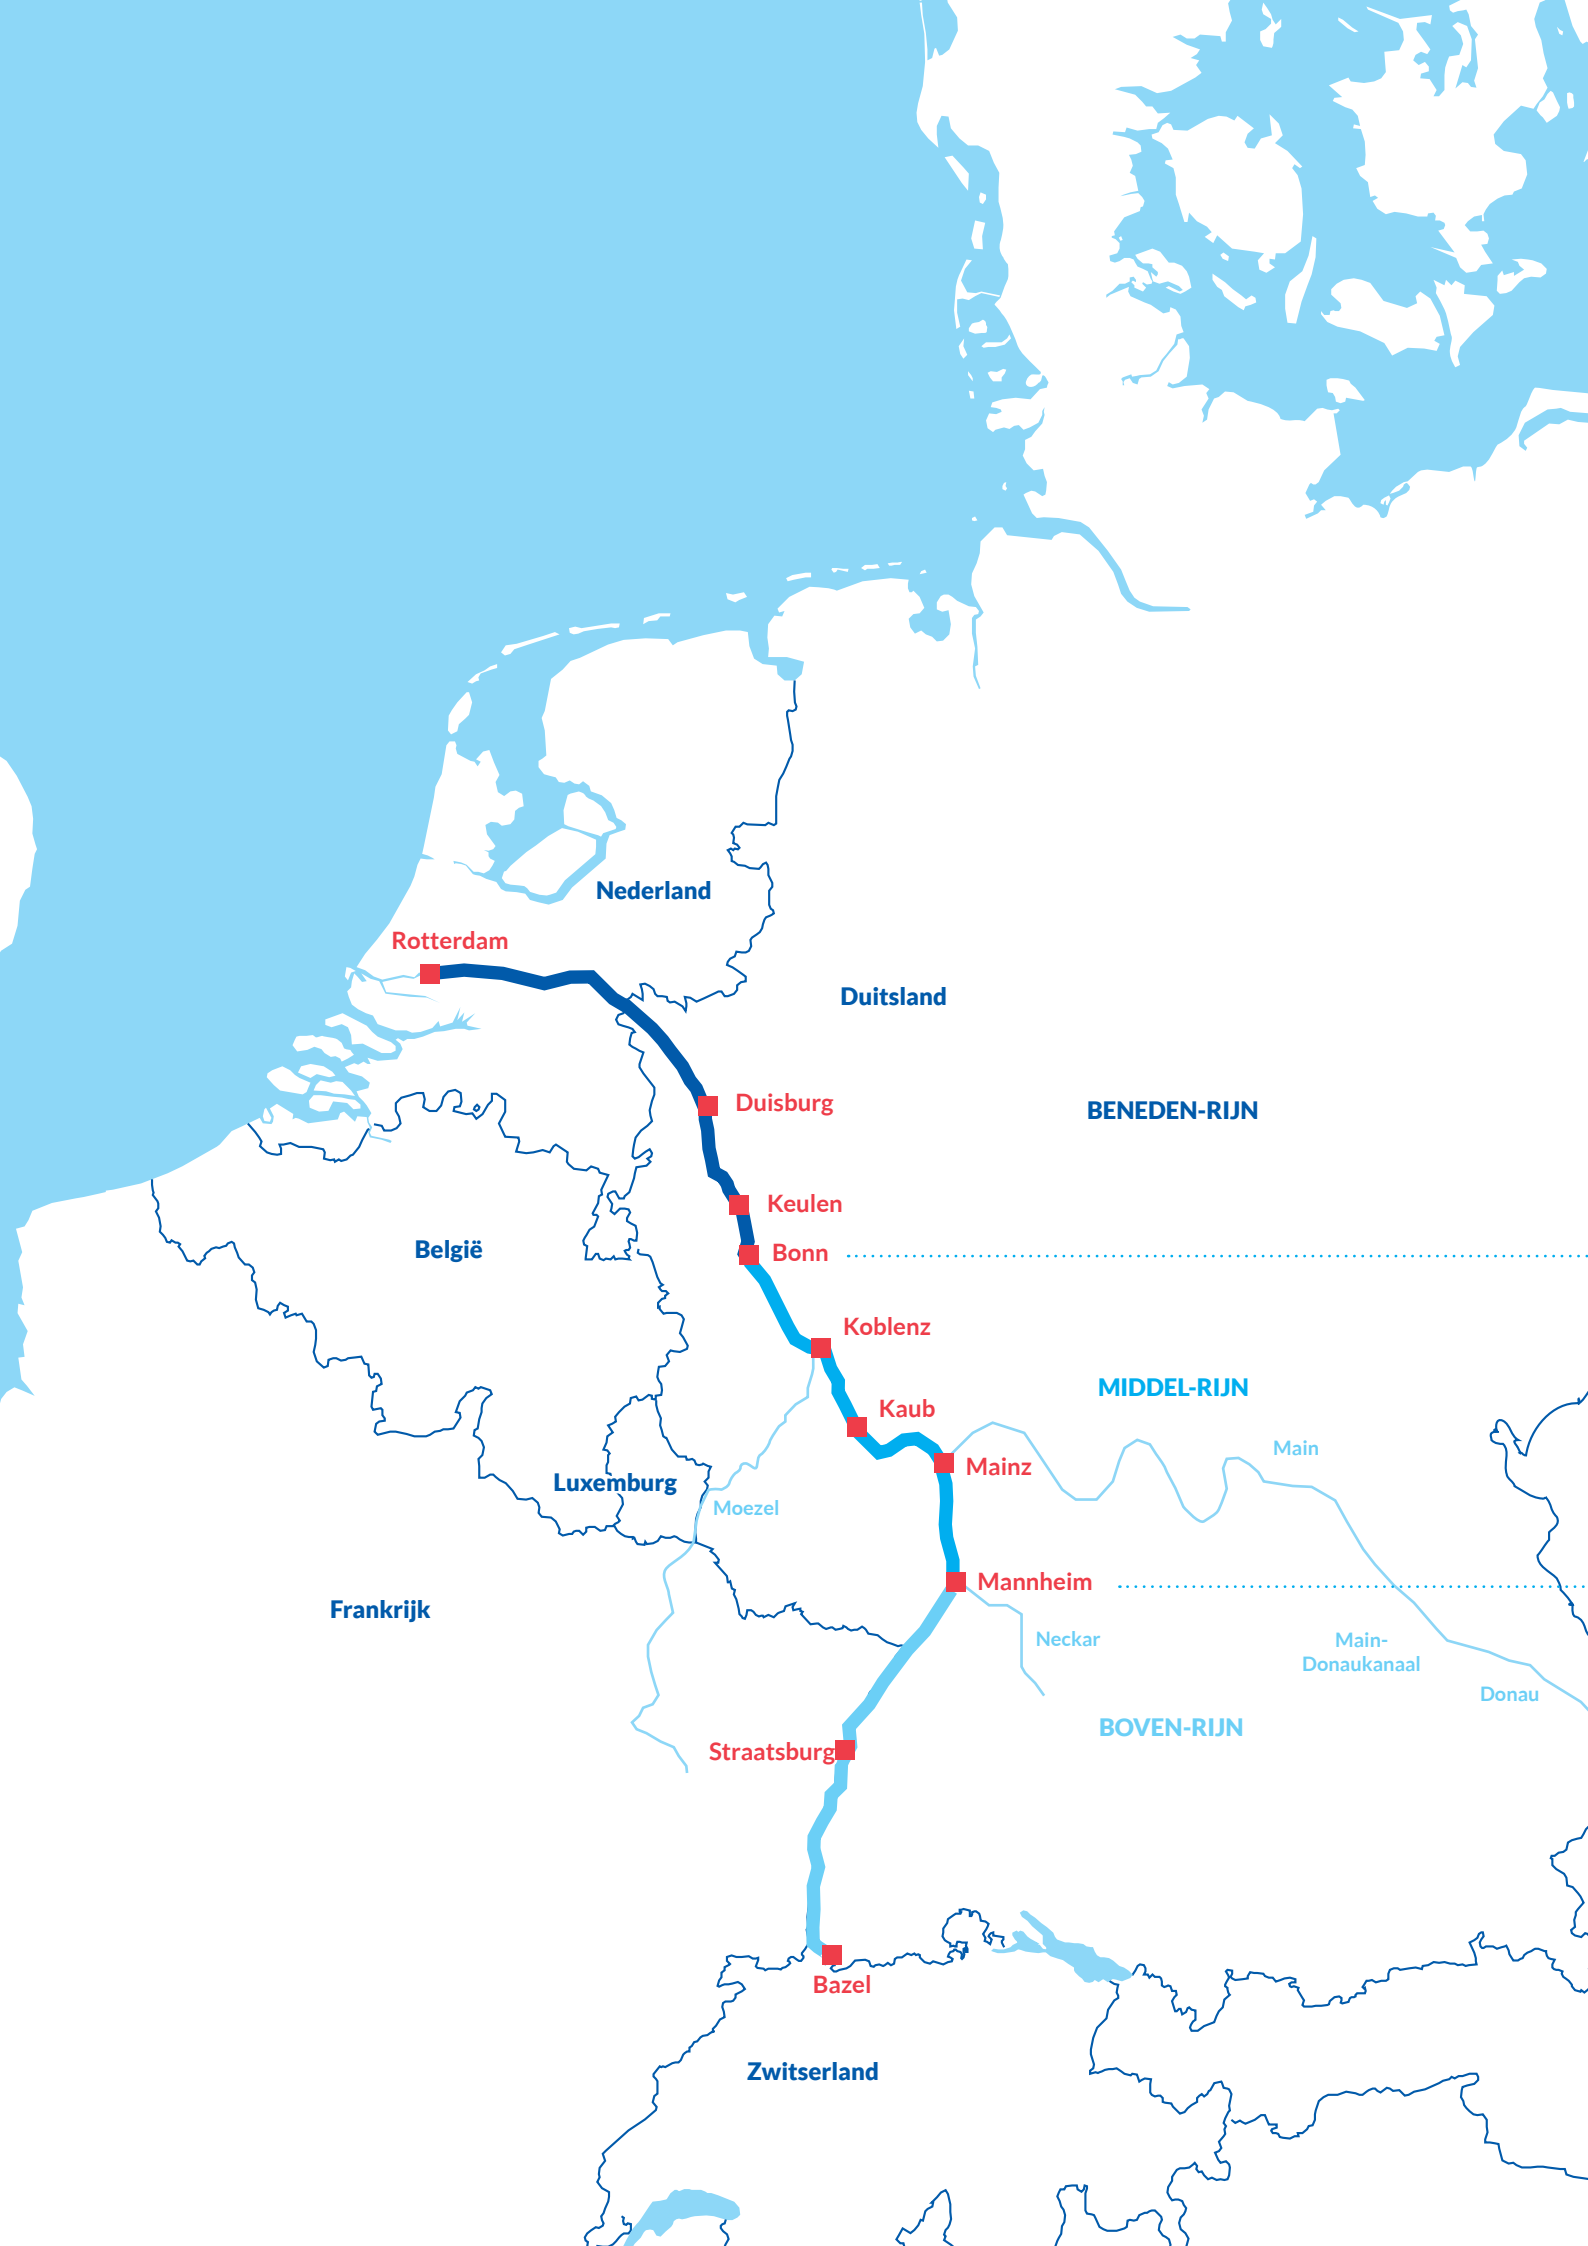 Nederland
Rotterdam
Duitsland
Duisburg
BENEDEN-RIJN
Keulen
België
Bonn
Koblenz
MIDDEL-RIJN
Kaub
Main
Mainz
Luxemburg
Moezel
Mannheim
Frankrijk
Neckar
Main-
Donaukanaal
Donau
BOVEN-RIJN
Straatsburg
Bazel
Zwitserland